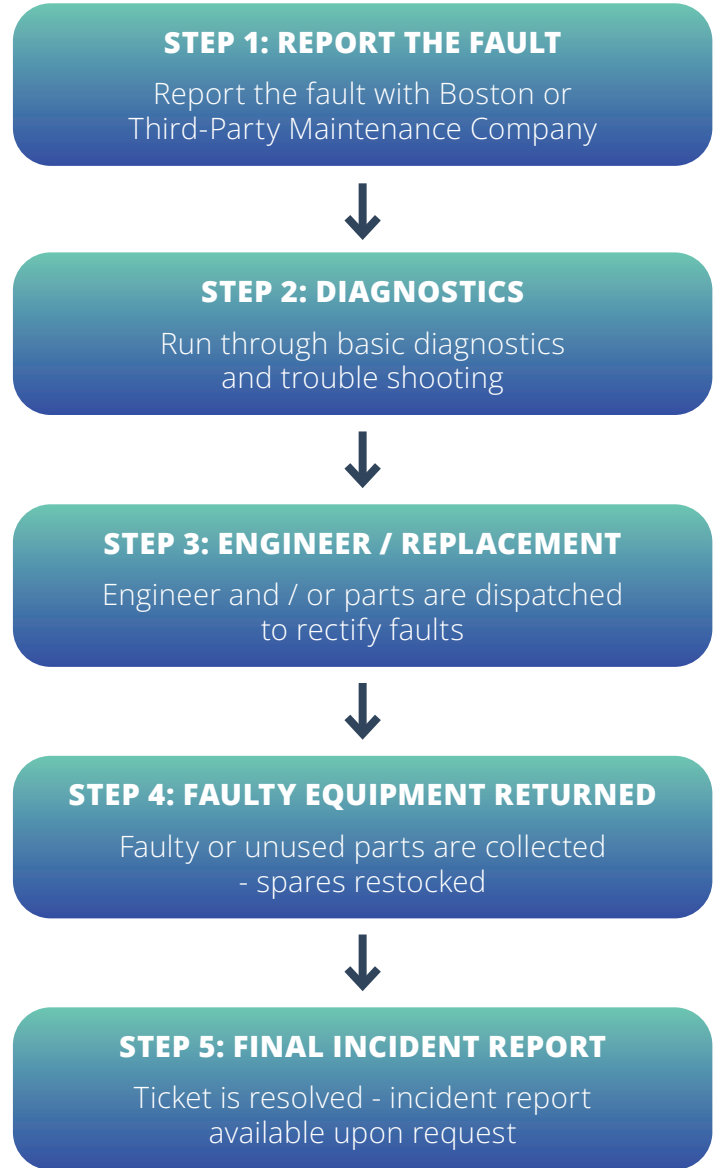 STEP 1: REPORT THE FAULT
Report the fault with Boston or
Third-Party Maintenance Company
STEP 2: DIAGNOSTICS
Run through basic diagnostics
and trouble shooting
STEP 3: ENGINEER / REPLACEMENT
Engineer and / or parts are dispatched
to rectify faults
STEP 4: FAULTY EQUIPMENT RETURNED
Faulty or unused parts are collected
- spares restocked
STEP 5: FINAL INCIDENT REPORT
Ticket is resolved - incident report
available upon request